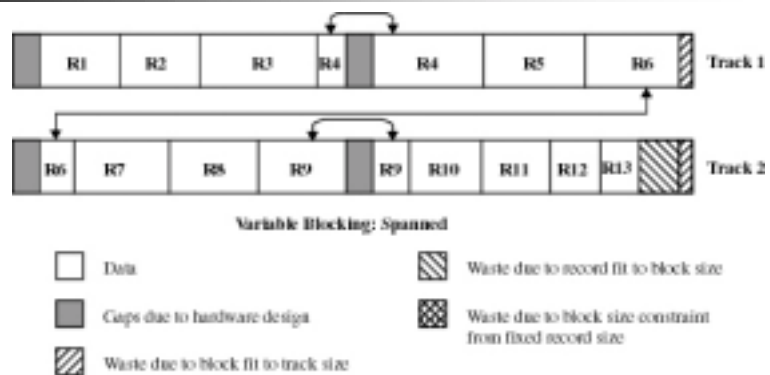 R1 R2 R3 R4 R4 R5 R6 Track 1
R6 R7 R8 R9 R9 R10 R11 R12 R13 Track 2
Variable Blocking: Spanned
Data
Gaps due to hardware design
Waste due to block fit to track size
Waste due to record fit to block size
Waste due to block size constraint
from fixed record size